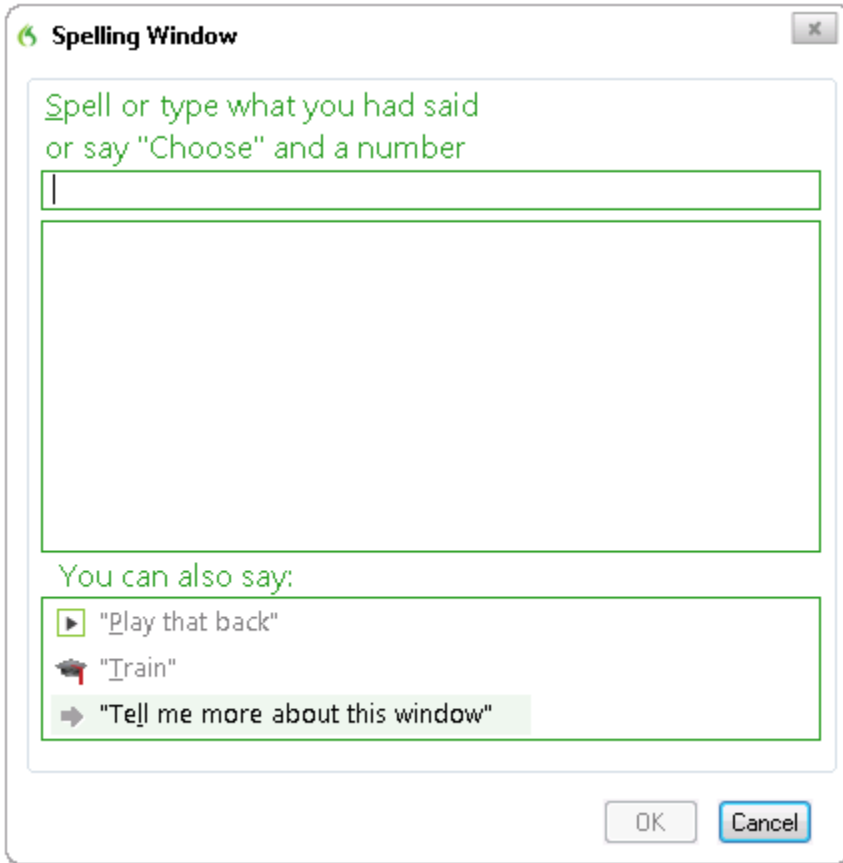 Spelling Window
Spell or type what you had said
or say "Choose" and a number
You can also say:
"Play that back"
"Train"
"Tell me more about this window"
OK
Cancel